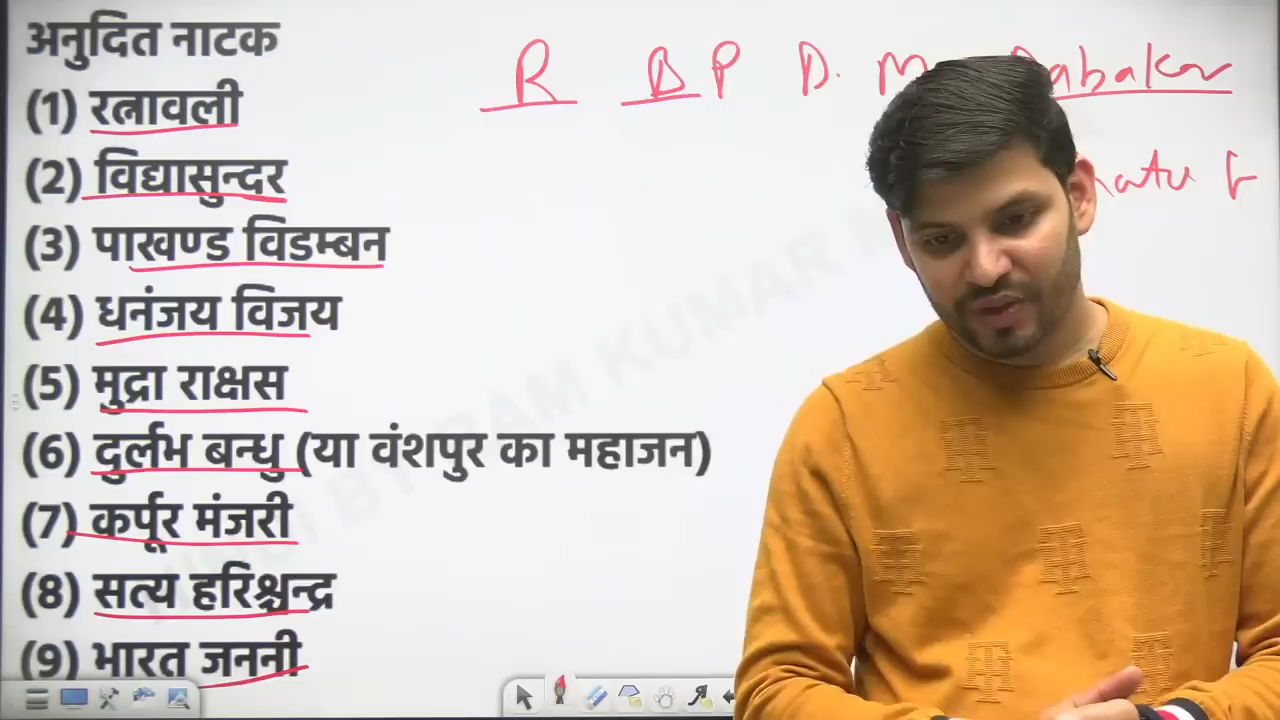 अनुदित नाटक
R B P D. M Dabakar
(1) रत्नावली
(2) विद्यासुन्दर
(3) पाखण्ड विडम्बन
(4) धनंजय विजय
(5) मुद्रा राक्षस
(6) दुर्लभ बन्धु (या वंशपुर का महाजन)
(7) कर्पूर मंजरी
(8) सत्य हरिश्चन्द्र
(9) भारत जननी